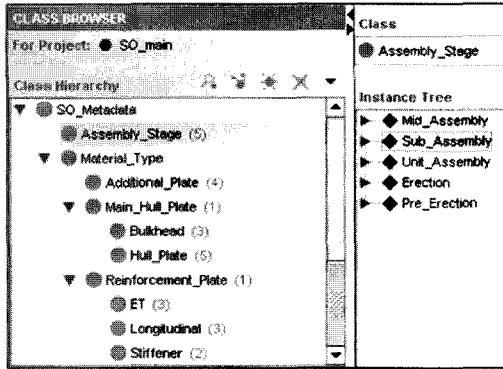 CLASS BROWSER
For Project: SO_main
Class Hierarchy
SO_Metadata
Assembly_Stage (5)
Material_Type
Additional_Plate (4)
Main_Hull_Plate (1)
Bulkhead (3)
Hull_Plate (5)
Reinforcement_Plate (1)
ET (3)
Longitudinal (3)
Stiffener (2)
Class
Assembly_Stage
Instance Tree
Mid_Assembly
Sub_Assembly
Unit_Assembly
Erection
Pre_Erection